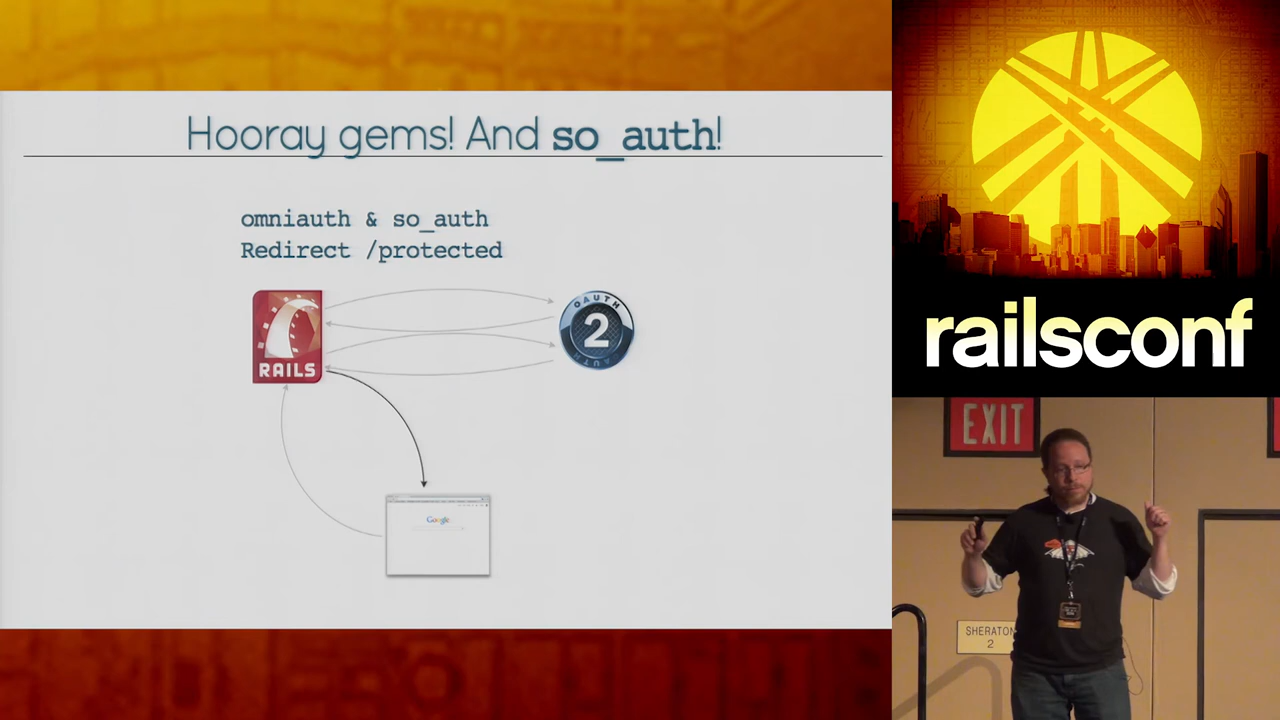 Hooray gems! And so_auth!
omniauth & so_auth
Redirect /protected
RAILS
OAUTH
2
AUTH
Google
railsconf
EXIT
SHERATON
2